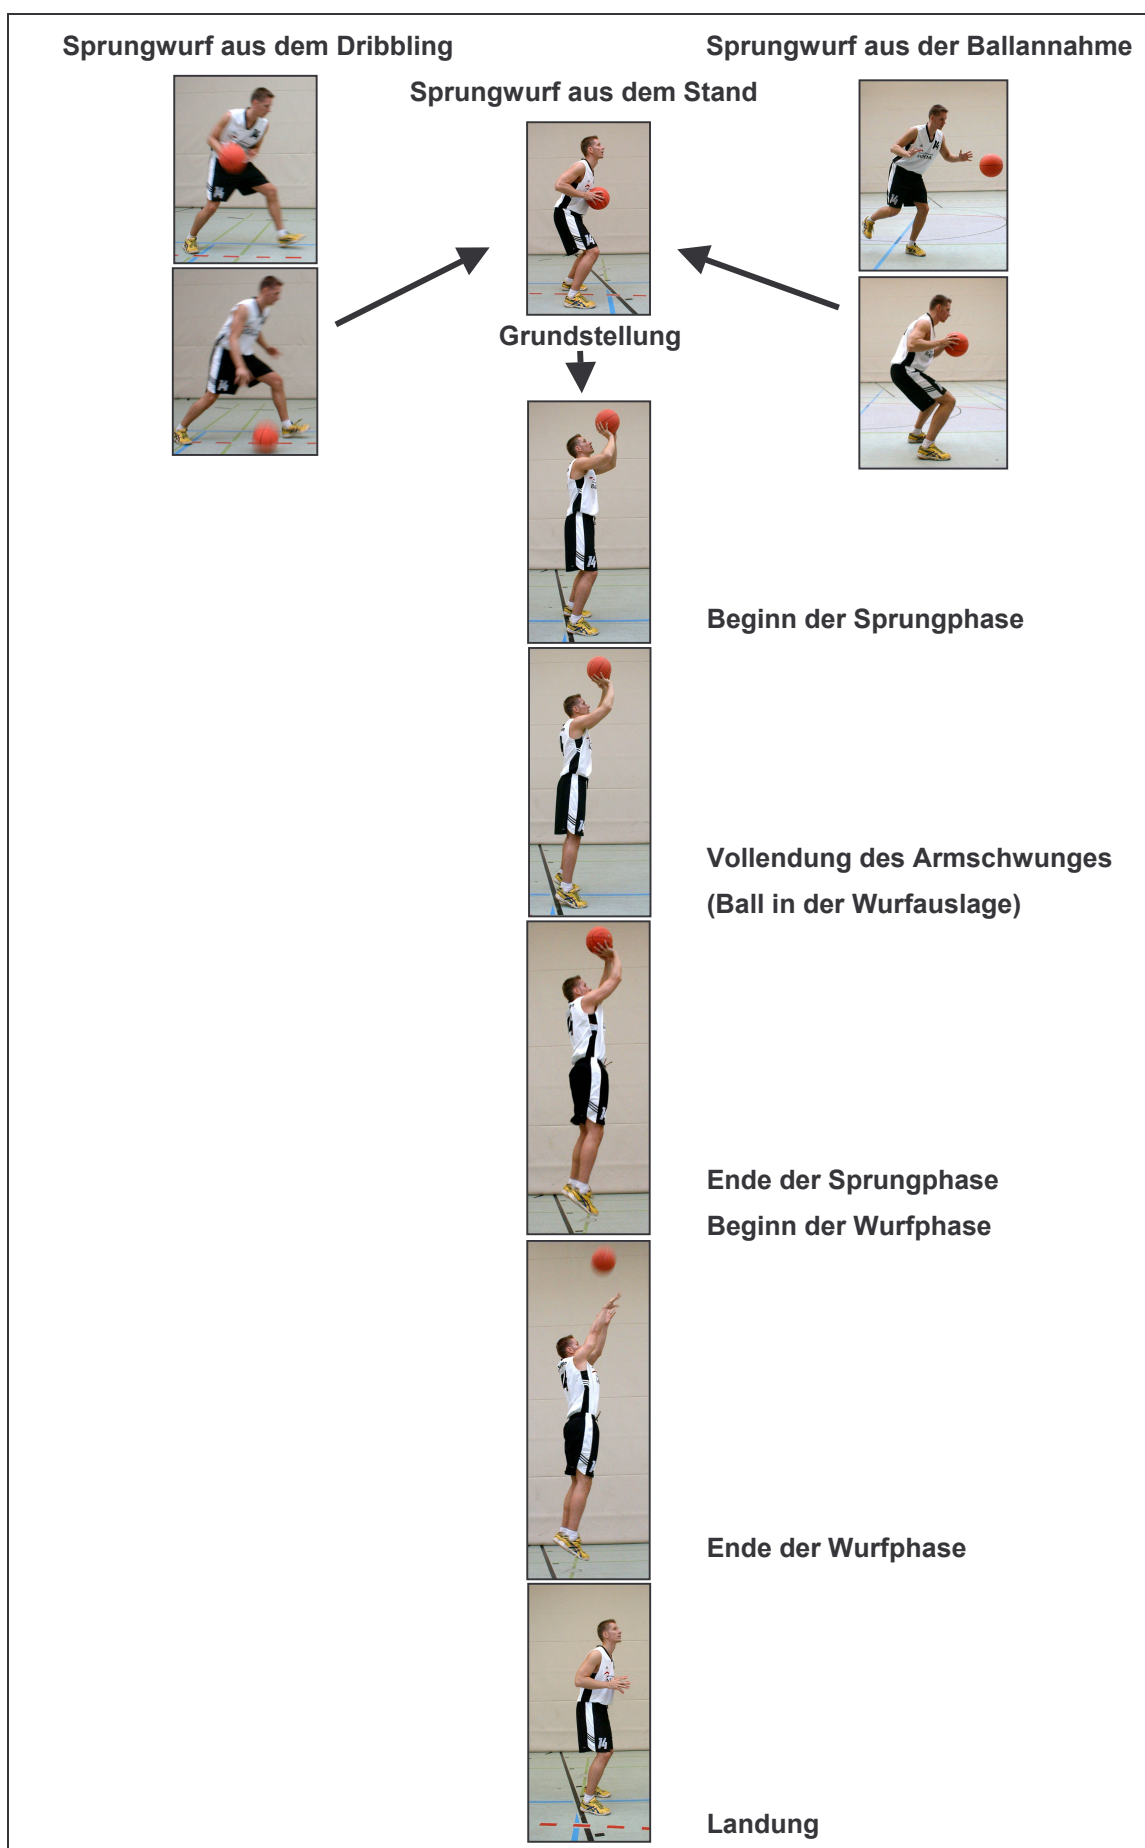 Sprungwurf aus dem Dribbling
Sprungwurf aus der Ballannahme
Sprungwurf aus dem Stand
Grundstellung
Beginn der Sprungphase
Vollendung des Armschwunges
(Ball in der Wurfauslage)
Ende der Sprungphase
Beginn der Wurfphase
Ende der Wurfphase
Landung